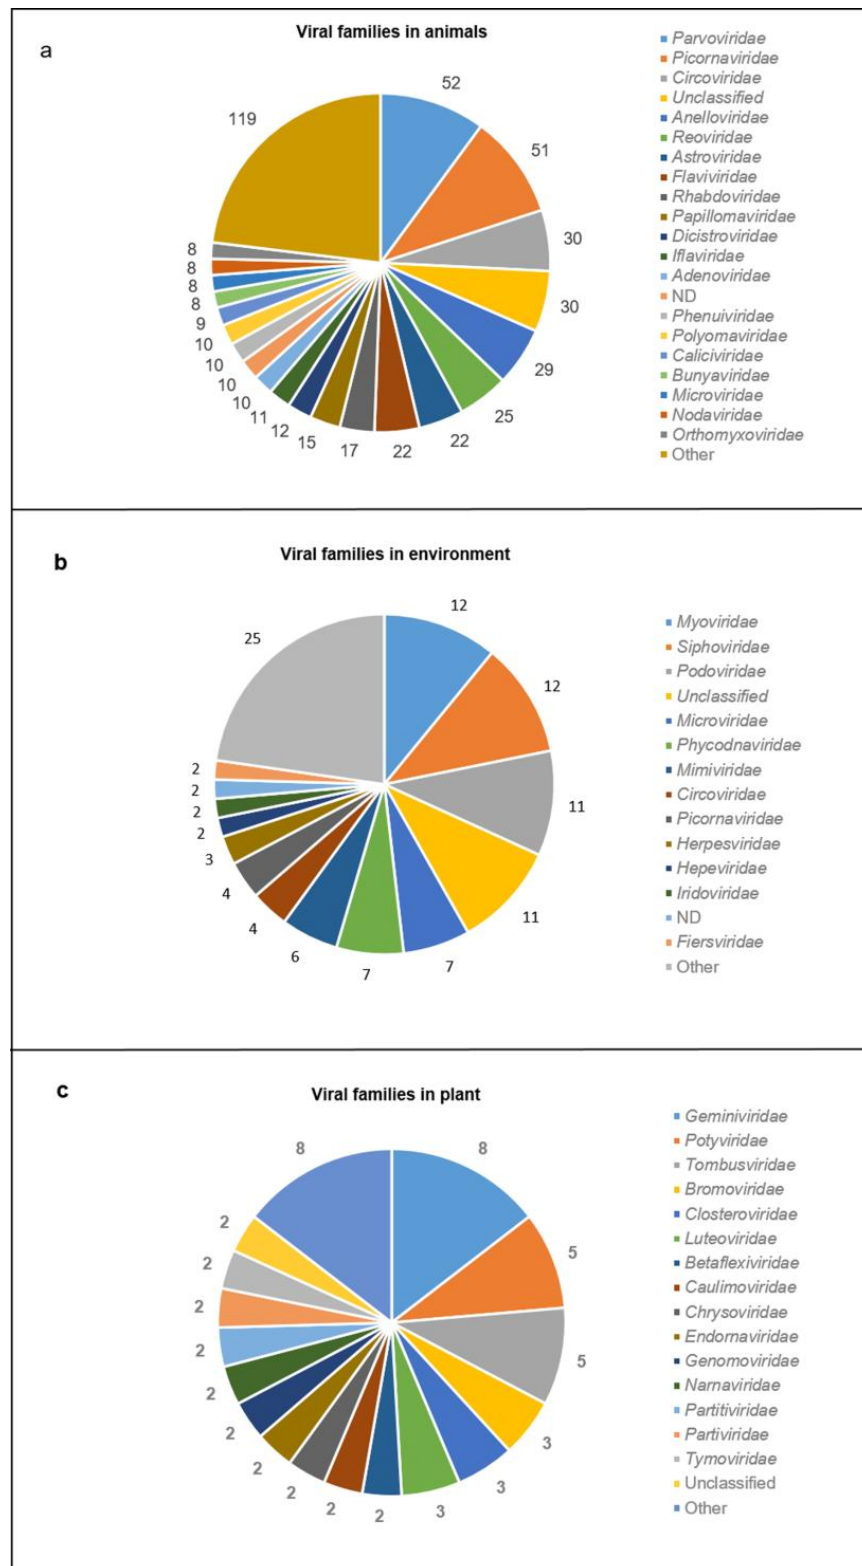 a
Viral families in animals
52
51
30
30
29
25
22
22
17
15
12
11
10
10
10
10
9
8
8
8
8
119
Parvoviridae
Picornaviridae
Circoviridae
Unclassified
Anelloviridae
Reoviridae
Astroviridae
Flaviviridae
Rhabdoviridae
Papillomaviridae
Dicistroviridae
Iflaviridae
Adenoviridae
ND
Phenuiviridae
Polyomaviridae
Caliciviridae
Bunyaviridae
Microviridae
Nodaviridae
Orthomyxoviridae
Other
b
Viral families in environment
12
12
11
11
7
7
6
4
4
3
2
2
2
2
25
Myoviridae
Siphoviridae
Podoviridae
Unclassified
Microviridae
Phycodnaviridae
Mimiviridae
Circoviridae
Picornaviridae
Herpesviridae
Hepeviridae
Iridoviridae
ND
Fiersviridae
Other
c
Viral families in plant
8
5
5
3
3
3
2
2
2
2
2
2
2
2
2
2
8
Geminiviridae
Potyviridae
Tombusviridae
Bromoviridae
Closteroviridae
Luteoviridae
Betaflexiviridae
Caulimoviridae
Chrysoviridae
Endornaviridae
Genomoviridae
Narnaviridae
Partitiviridae
Partiviridae
Tymoviridae
Unclassified
Other